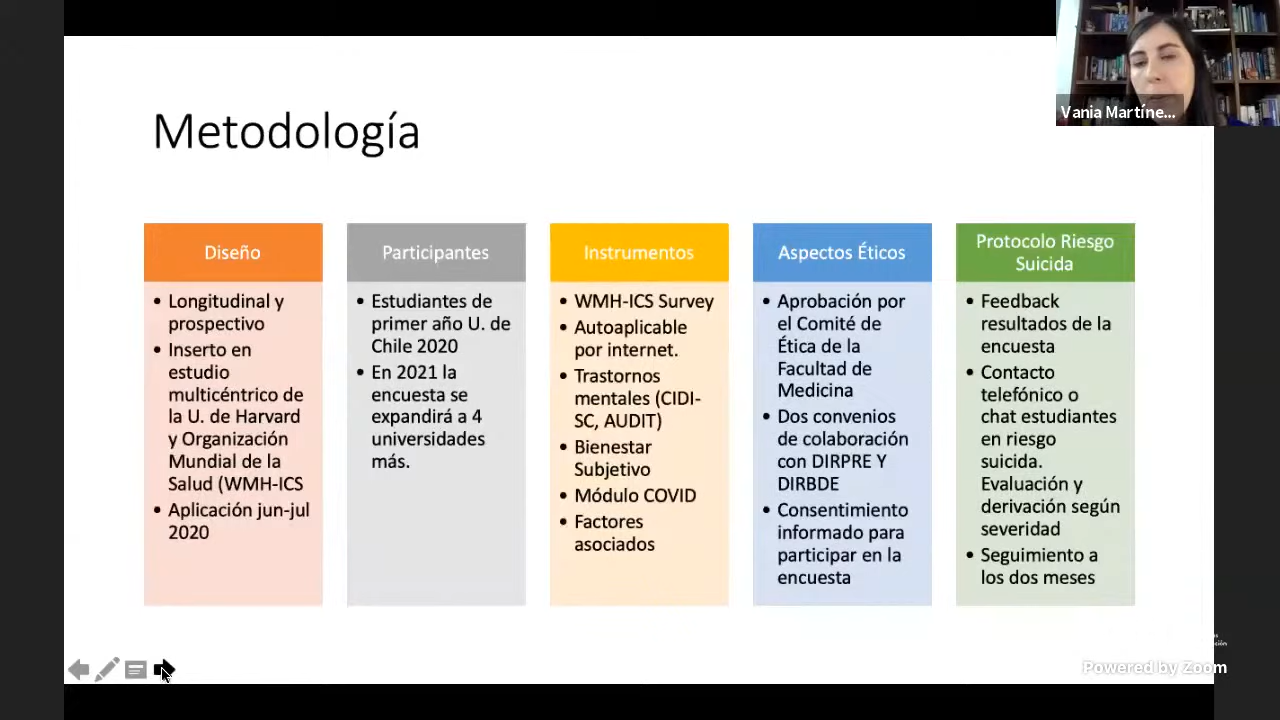 Vania Martíne...
Metodología
Diseño
• Longitudinal y
prospectivo
• Inserto en
estudio
multicéntrico de
la U. de Harvard
y Organización
Mundial de la
Salud (WMH-ICS
• Aplicación jun-jul
2020
Participantes
• Estudiantes de
primer año U. de
Chile 2020
• En 2021 la
encuesta se
expandirá a 4
universidades
más.
Instrumentos
• WMH-ICS Survey
• Autoaplicable
por internet.
• Trastornos
mentales (CIDI-
SC, AUDIT)
• Bienestar
Subjetivo
• Módulo COVID
• Factores
asociados
Aspectos Éticos
• Aprobación por
el Comité de
Ética de la
Facultad de
Medicina
• Dos convenios
de colaboración
con DIRPRE Y
DIRBDE
• Consentimiento
informado para
participar en la
encuesta
Protocolo Riesgo
Suicida
• Feedback
resultados de la
encuesta
• Contacto
telefónico o
chat estudiantes
en riesgo
suicida.
Evaluación y
derivación según
severidad
• Seguimiento a
los dos meses
Powered by Zoom